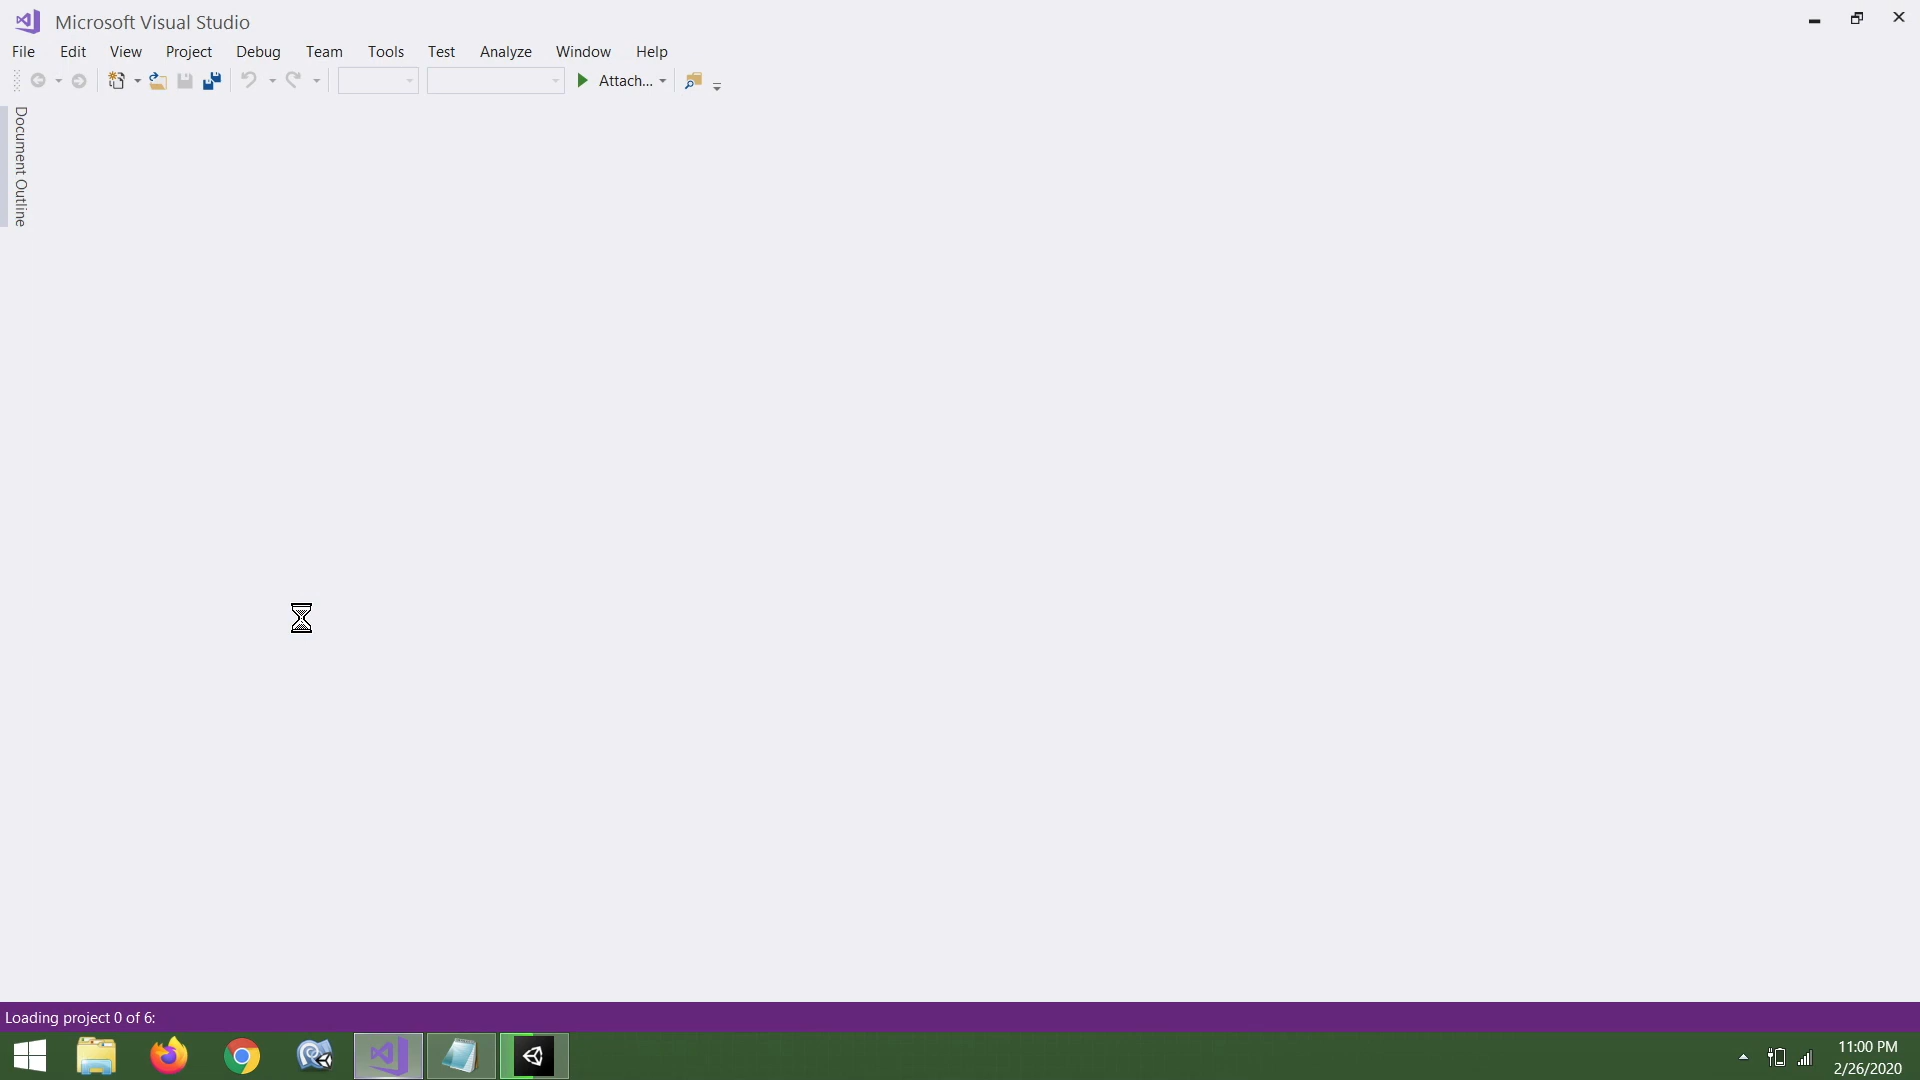 Microsoft Visual Studio
File Edit View Project Debug Team Tools Test Analyze Window Help
Attach...
Document Outline
Loading project 0 of 6:
11:00 PM
2/26/2020